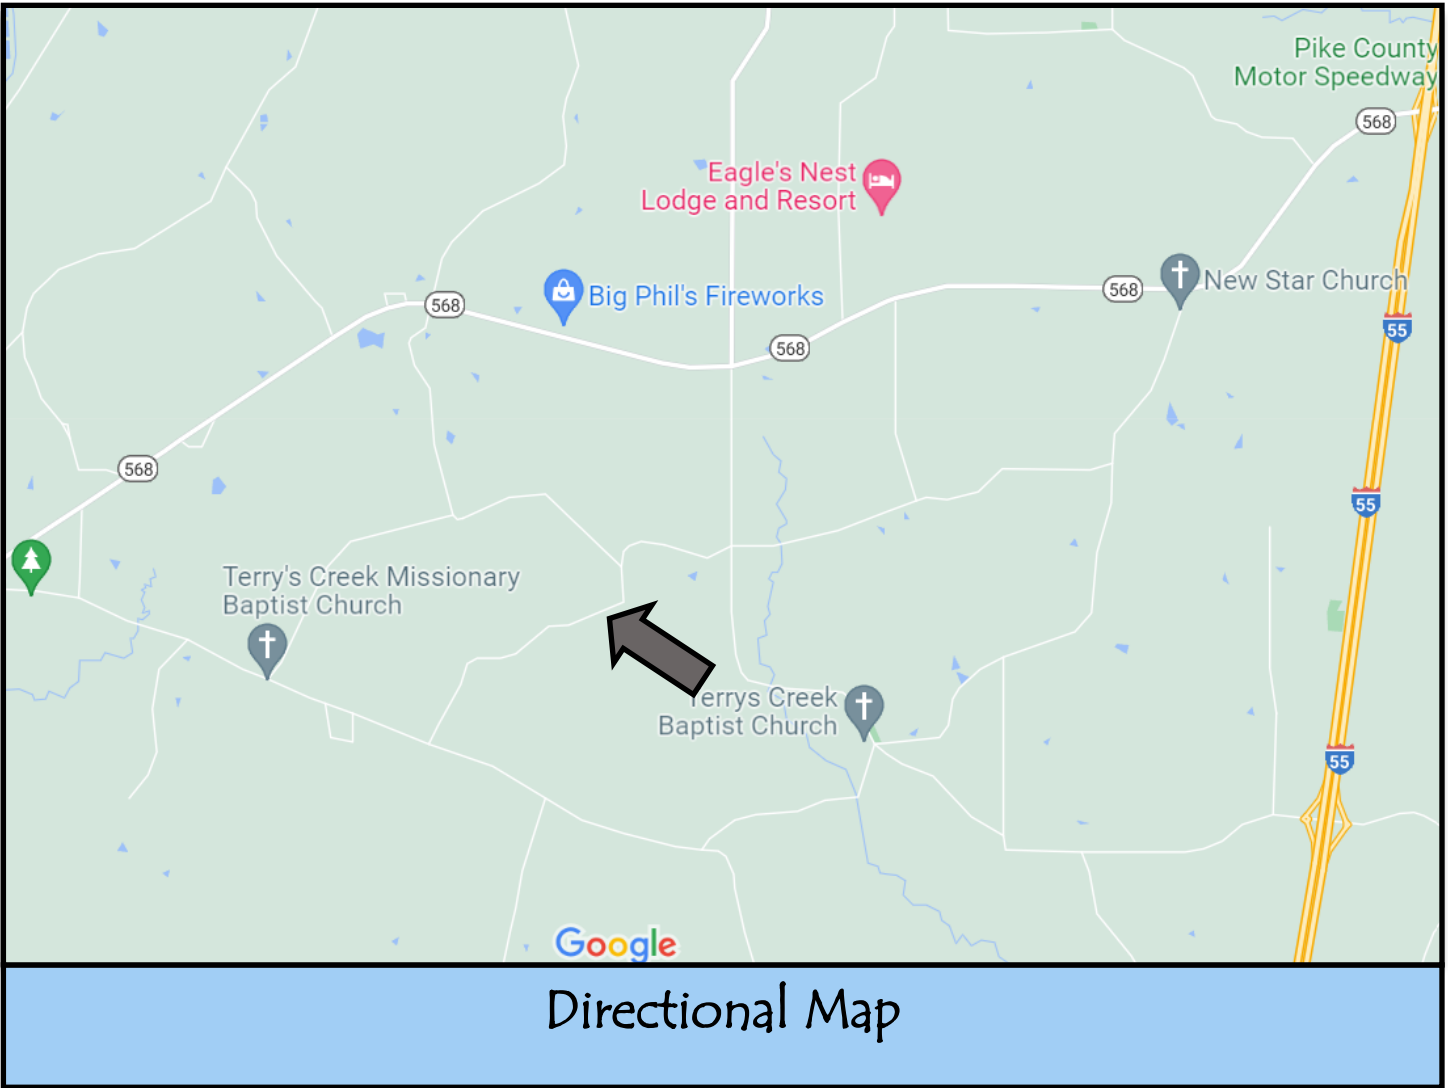 Pike County
Motor Speedway
568
Eagle's Nest
Lodge and Resort
New Star Church
568
Big Phil's Fireworks
568
55
568
568
55
Terry's Creek Missionary
Baptist Church
Terrys Creek
Baptist Church
55
Google
Directional Map